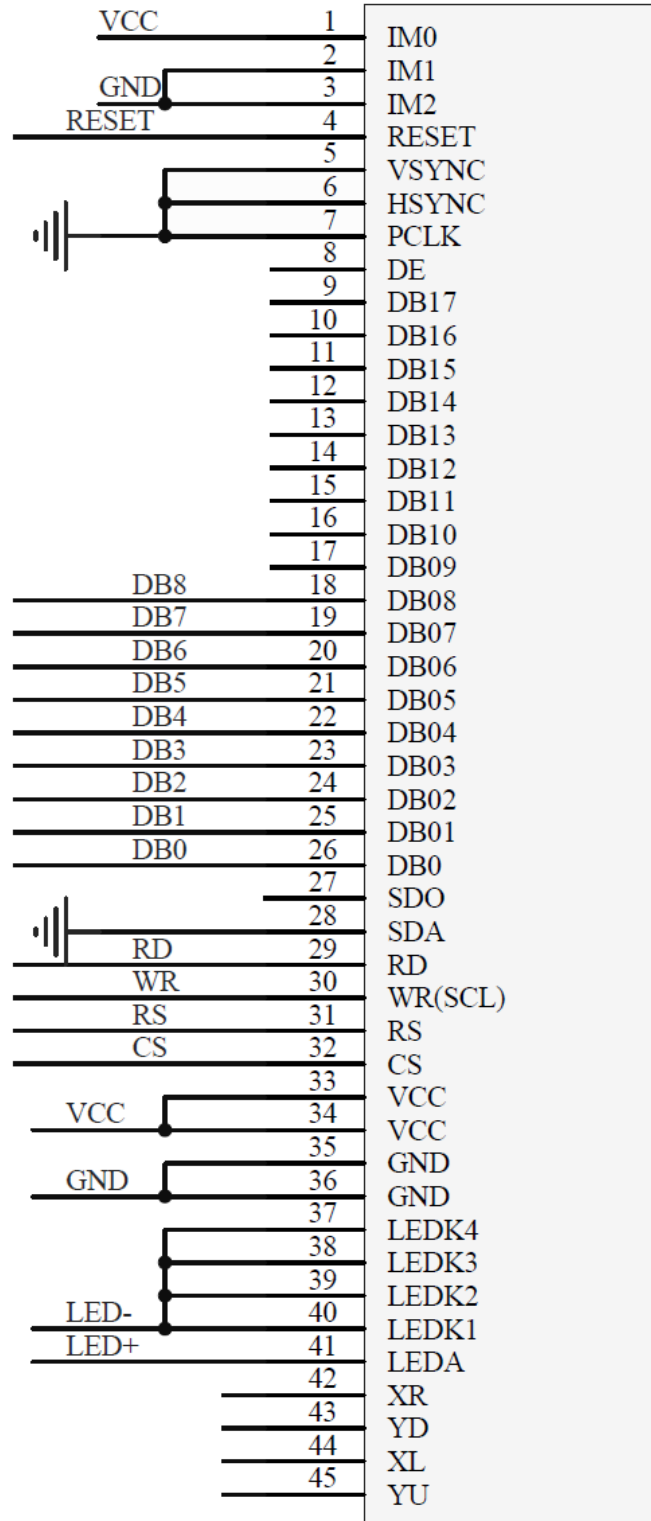 VCC 1 IM0
2 IM1
GND 3 IM2
RESET 4 RESET
5 VSYNC
6 HSYNC
7 PCLK
8 DE
9 DB17
10 DB16
11 DB15
12 DB14
13 DB13
14 DB12
15 DB11
16 DB10
17 DB09
DB8 18 DB08
DB7 19 DB07
DB6 20 DB06
DB5 21 DB05
DB4 22 DB04
DB3 23 DB03
DB2 24 DB02
DB1 25 DB01
DB0 26 DB0
27 SDO
28 SDA
RD 29 RD
WR 30 WR(SCL)
RS 31 RS
CS 32 CS
33 VCC
VCC 34 VCC
35 GND
GND 36 GND
37 LEDK4
38 LEDK3
39 LEDK2
LED- 40 LEDK1
LED+ 41 LEDA
42 XR
43 YD
44 XL
45 YU